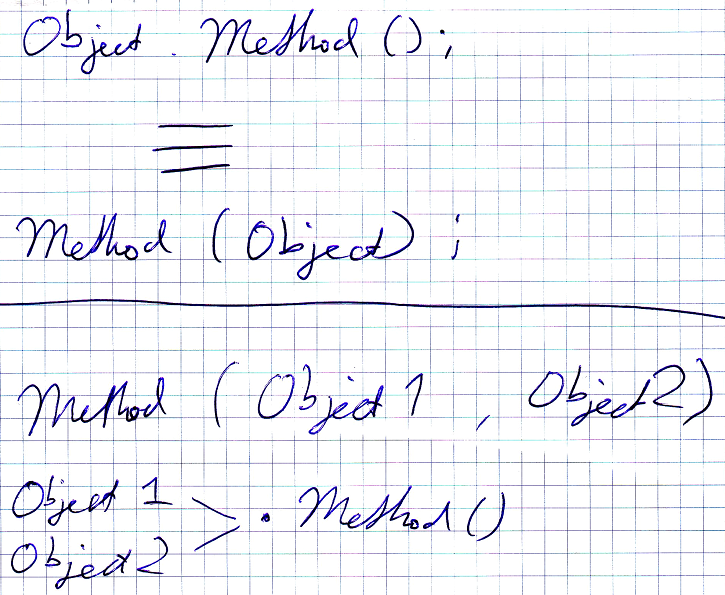 Object . Method ();
≡
Method (Object) ;
Method ( Object 1 , Object 2)
Object 1
Object 2 > . Method ()